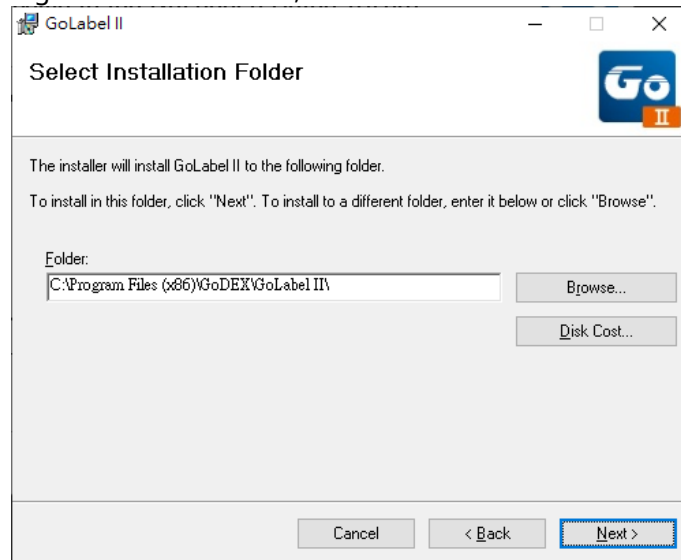 GoLabel II
Select Installation Folder
Go
II
The installer will install GoLabel II to the following folder.
To install in this folder, click "Next". To install to a different folder, enter it below or click "Browse".
Folder:
C:\Program Files (x86)\GoDEX\GoLabel II\
Browse...
Disk Cost...
Cancel
< Back
Next >